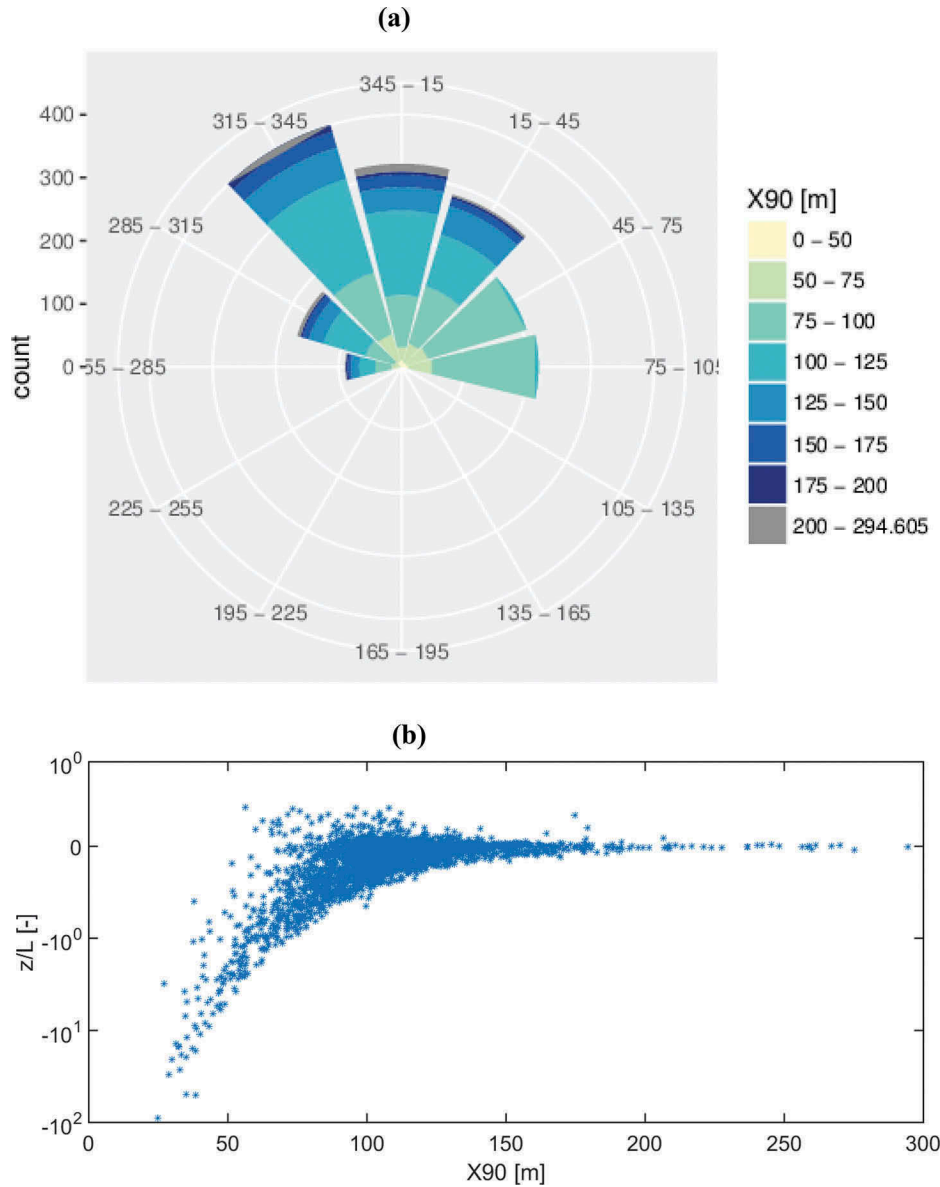 (a)
345 – 15
315 – 345
15 – 45
285 – 315
45 – 75
55 – 285
75 – 105
225 – 255
105 – 135
195 – 225
135 – 165
165 – 195
400
300
200
100
0
count
X90 [m]
0 – 50
50 – 75
75 – 100
100 – 125
125 – 150
150 – 175
175 – 200
200 – 294.605
(b)
10^0
0
-10^0
-10^1
-10^2
z/L [-]
0 50 100 150 200 250 300
X90 [m]